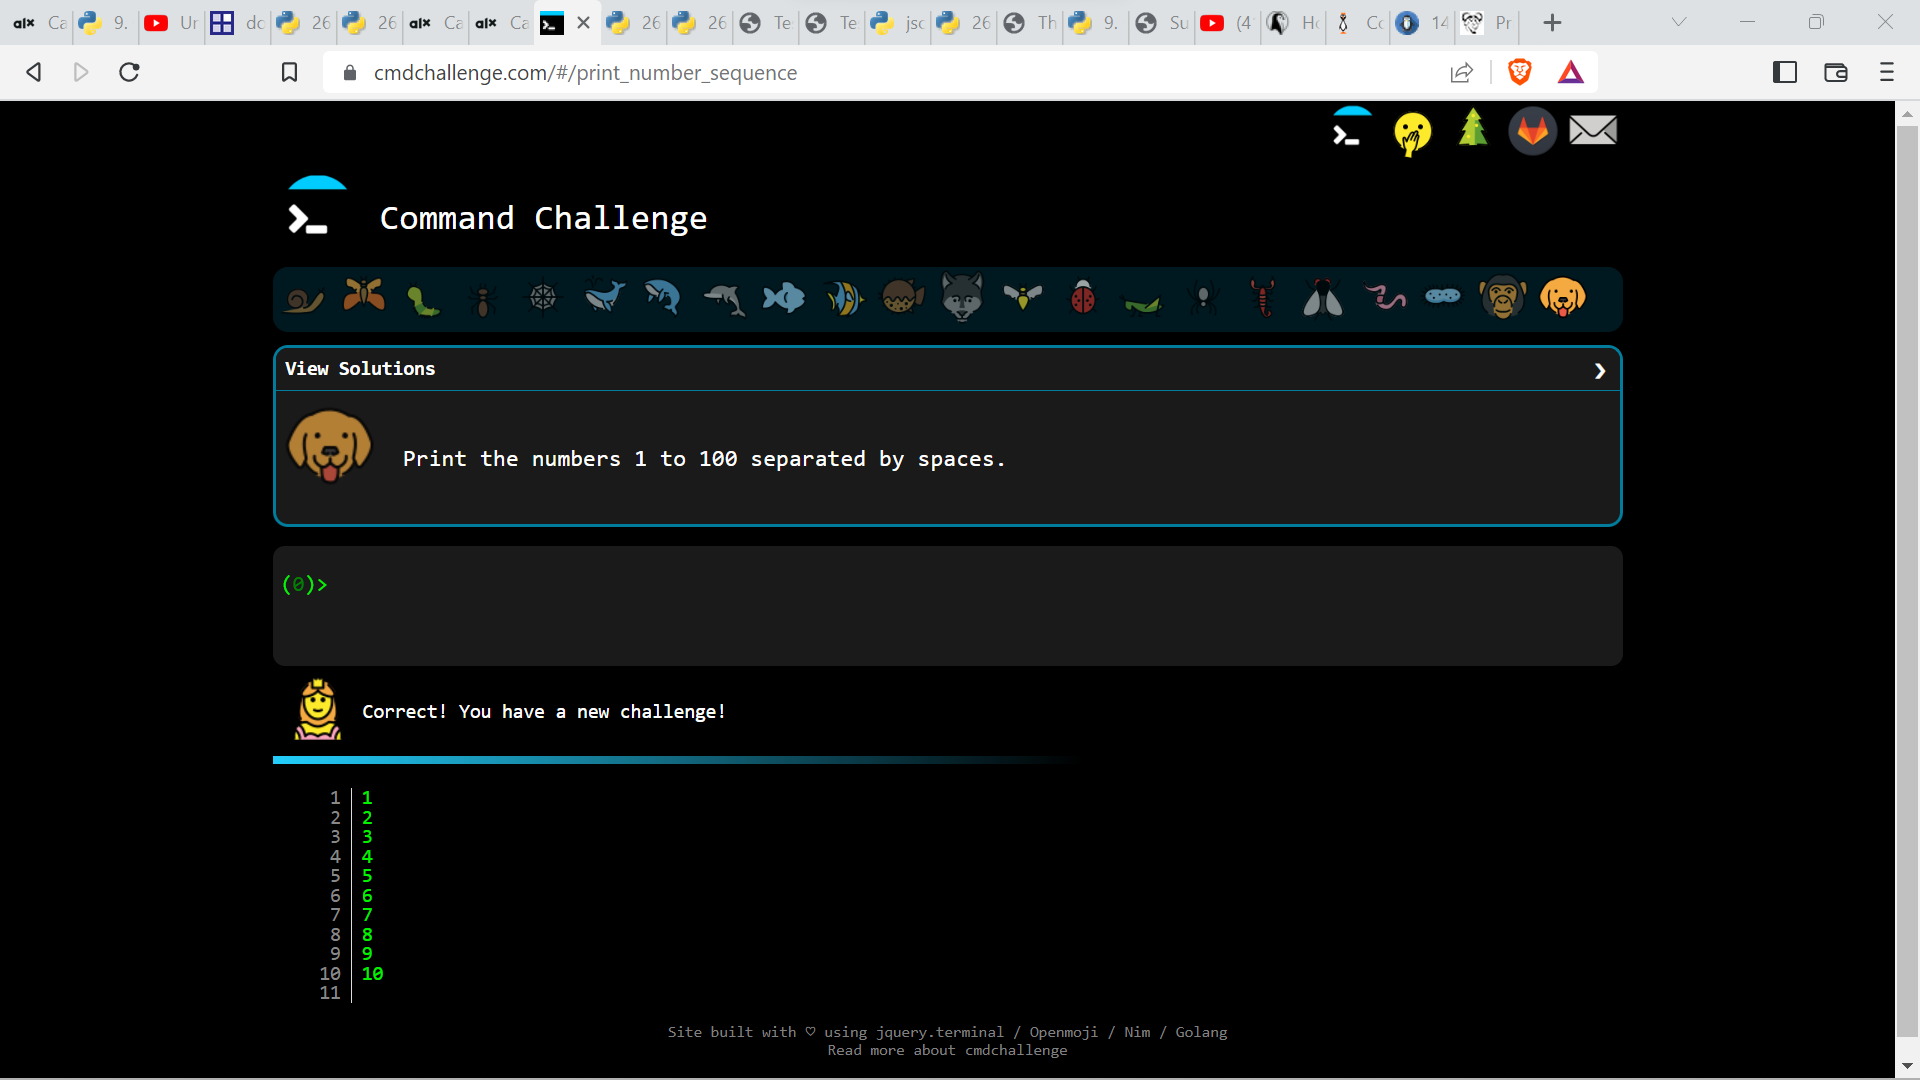 Ca 9. Ur dc 26 26 Ca Ca 26 26 Te Te jsc 26 Th 9. Su (4 Ho Co 14 Pr
cmdchallenge.com/#/print_number_sequence
Command Challenge
View Solutions
Print the numbers 1 to 100 separated by spaces.
(0)>
Correct! You have a new challenge!
1 1
2 2
3 3
4 4
5 5
6 6
7 7
8 8
9 9
10 10
11
Site built with ♡ using jquery.terminal / Openmoji / Nim / Golang
Read more about cmdchallenge